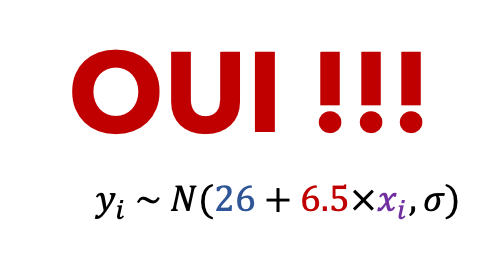 OUI !!!
yᵢ ~ N(26 + 6.5×xᵢ, σ)